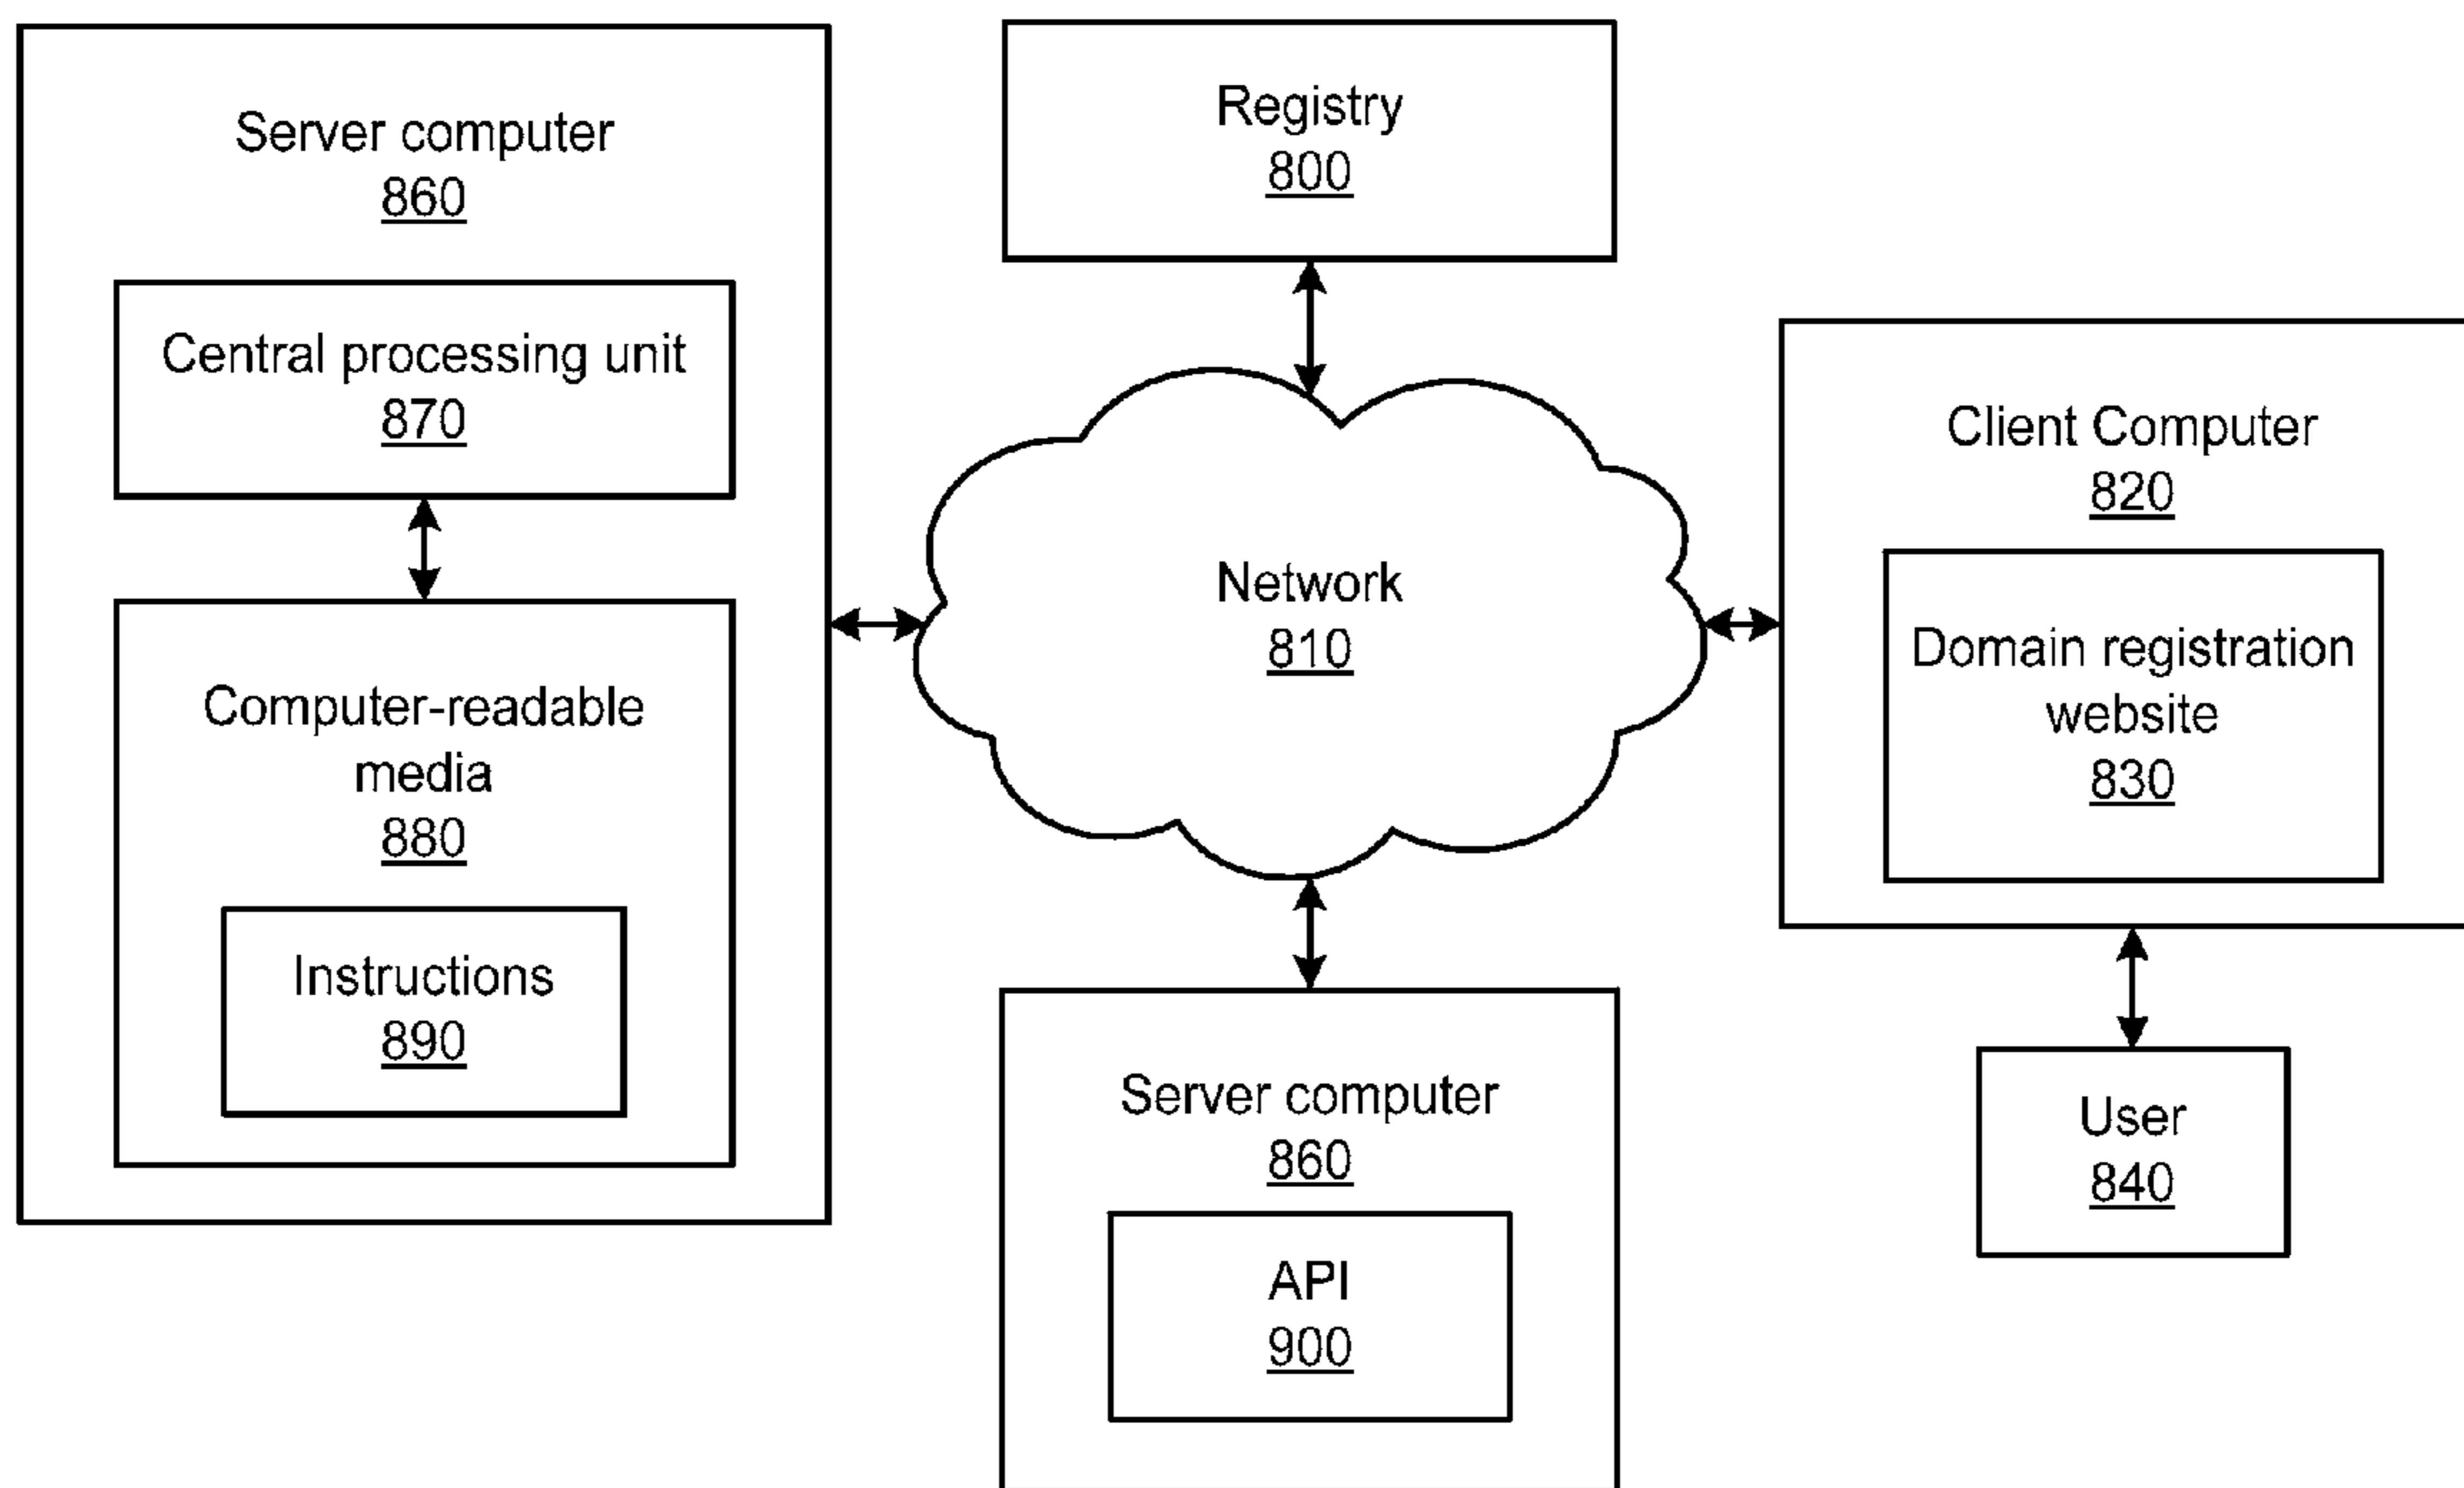 Server computer
860
Central processing unit
870
Computer-readable
media
880
Instructions
890
Registry
800
Network
810
Server computer
860
API
900
Client Computer
820
Domain registration
website
830
User
840